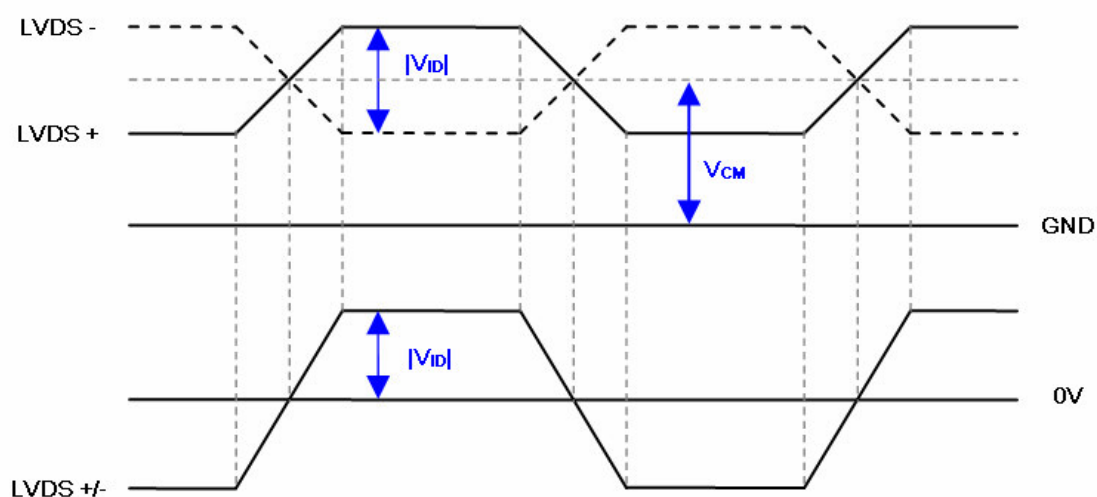 LVDS -
|VID|
LVDS +
VCM
GND
|VID|
0V
LVDS +/-